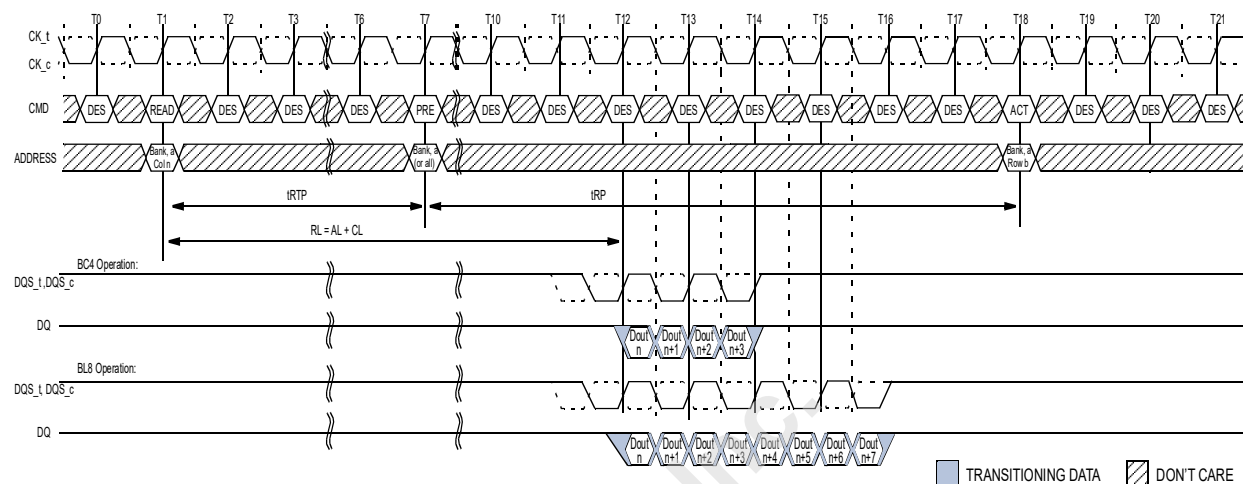 T0 T1 T2 T3 T6 T7 T10 T11 T12 T13 T14 T15 T16 T17 T18 T19 T20 T21
CK_t
CK_c
CMD DES READ DES DES DES PRE DES DES DES DES DES DES DES DES ACT DES DES DES
ADDRESS
Bank, a
Col n
Bank, a
(or all)
Bank, a
Row b
tRTP
tRP
RL = AL + CL
BC4 Operation:
DQS_t,DQS_c
DQ
Dout n Dout n+1 Dout n+2 Dout n+3
BL8 Operation:
DQS_t, DQS_c
DQ
Dout n Dout n+1 Dout n+2 Dout n+3 Dout n+4 Dout n+5 Dout n+6 Dout n+7
TRANSITIONING DATA DON'T CARE